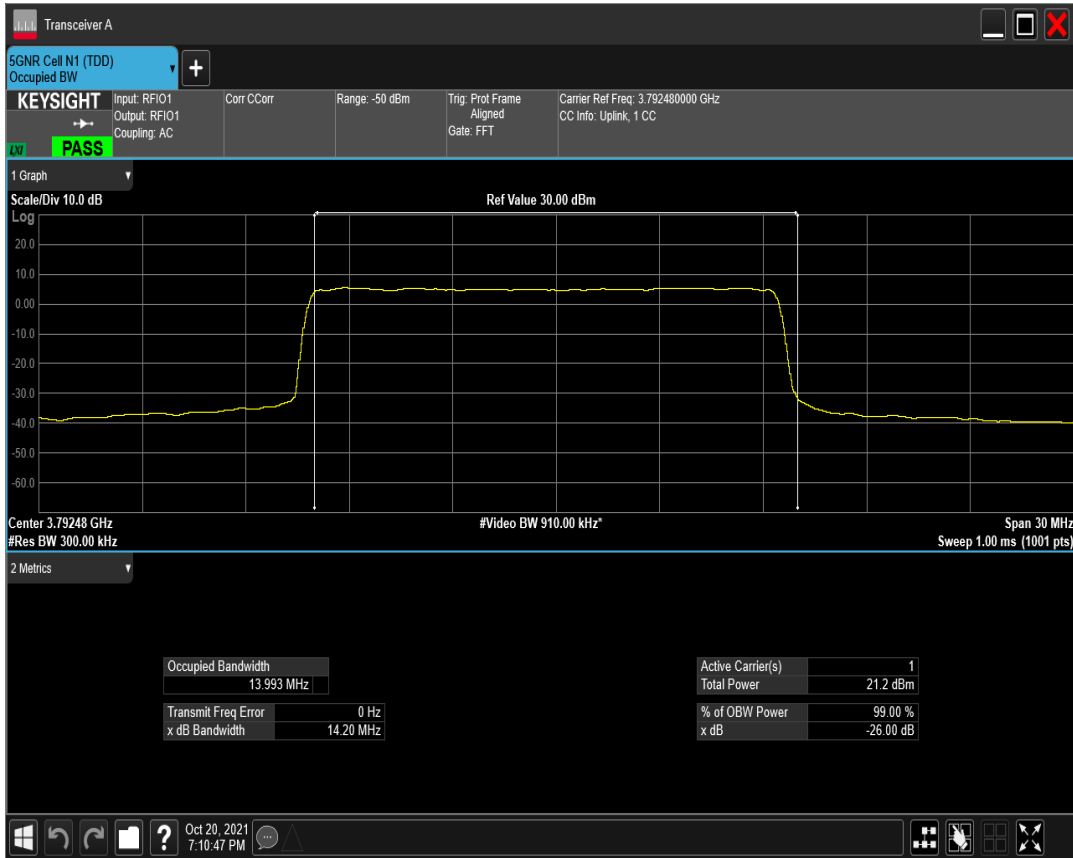 Transceiver A
5GNR Cell N1 (TDD)
Occupied BW
+
KEYSIGHT
LXI
PASS
Input: RFIO1
Output: RFIO1
Coupling: AC
Corr CCorr
Range: -50 dBm
Trig: Prot Frame
Aligned
Gate: FFT
Carrier Ref Freq: 3.792480000 GHz
CC Info: Uplink, 1 CC
1 Graph
Scale/Div 10.0 dB
Ref Value 30.00 dBm
Log
20.0
10.0
0.00
-10.0
-20.0
-30.0
-40.0
-50.0
-60.0
Center 3.79248 GHz
#Video BW 910.00 kHz*
Span 30 MHz
#Res BW 300.00 kHz
Sweep 1.00 ms (1001 pts)
2 Metrics
Occupied Bandwidth
13.993 MHz
Transmit Freq Error 0 Hz
x dB Bandwidth 14.20 MHz
Active Carrier(s) 1
Total Power 21.2 dBm
% of OBW Power 99.00 %
x dB -26.00 dB
?
Oct 20, 2021
7:10:47 PM